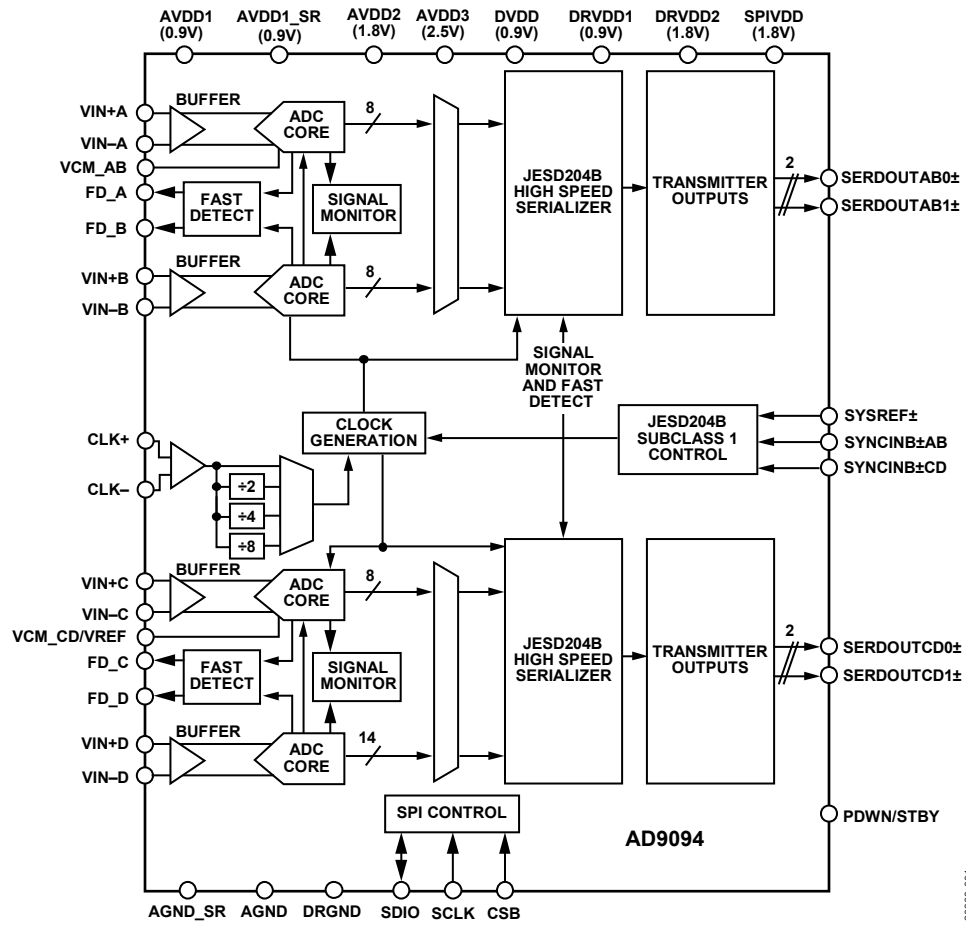 AVDD1
(0.9V)
AVDD1_SR
(0.9V)
AVDD2
(1.8V)
AVDD3
(2.5V)
DVDD
(0.9V)
DRVDD1
(0.9V)
DRVDD2
(1.8V)
SPIVDD
(1.8V)
VIN+A
BUFFER
VIN–A
ADC
CORE
8
VCM_AB
FD_A
FD_B
FAST
DETECT
SIGNAL
MONITOR
JESD204B
HIGH SPEED
SERIALIZER
TRANSMITTER
OUTPUTS
2
SERDOUTAB0±
SERDOUTAB1±
VIN+B
BUFFER
VIN–B
ADC
CORE
8
SIGNAL
MONITOR
AND FAST
DETECT
CLK+
CLK–
CLOCK
GENERATION
÷2
÷4
÷8
JESD204B
SUBCLASS 1
CONTROL
SYSREF±
SYNCINB±AB
SYNCINB±CD
VIN+C
BUFFER
VIN–C
ADC
CORE
8
VCM_CD/VREF
FD_C
FD_D
FAST
DETECT
SIGNAL
MONITOR
JESD204B
HIGH SPEED
SERIALIZER
TRANSMITTER
OUTPUTS
2
SERDOUTCD0±
SERDOUTCD1±
VIN+D
BUFFER
VIN–D
ADC
CORE
14
SPI CONTROL
AD9094
PDWN/STBY
AGND_SR
AGND
DRGND
SDIO
SCLK
CSB